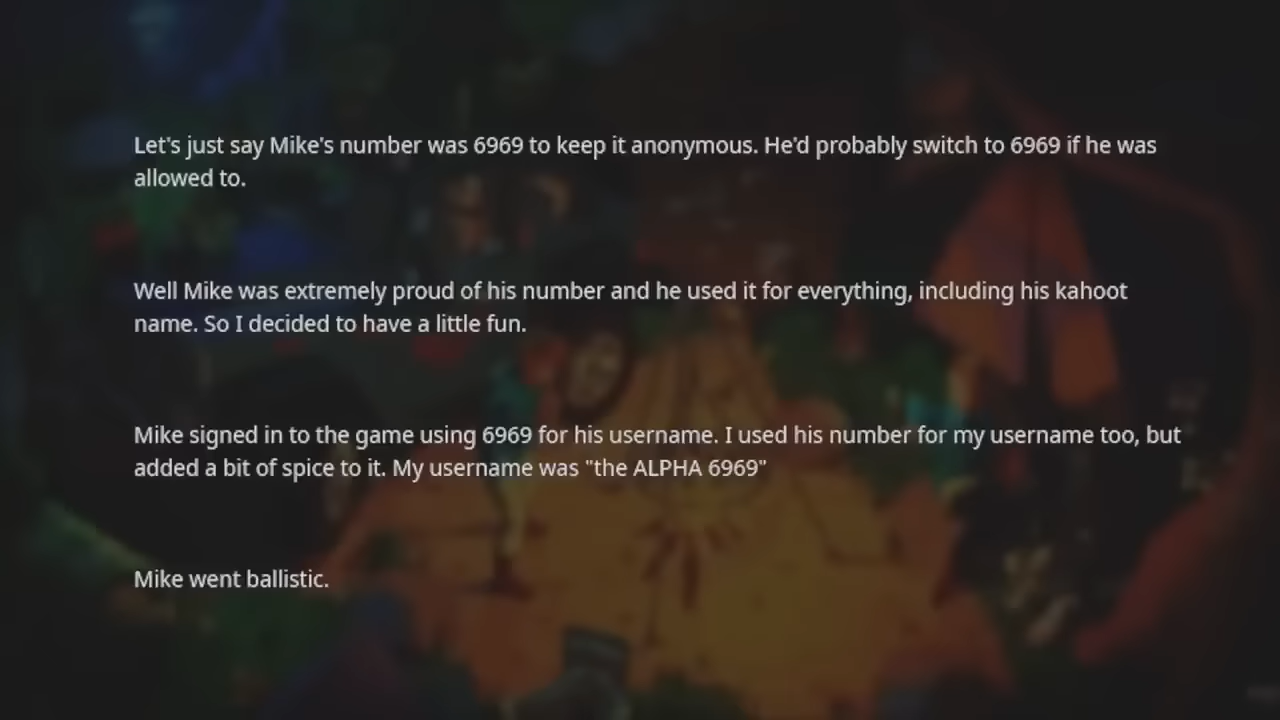 Let's just say Mike's number was 6969 to keep it anonymous. He'd probably switch to 6969 if he was
allowed to.
Well Mike was extremely proud of his number and he used it for everything, including his kahoot
name. So I decided to have a little fun.
Mike signed in to the game using 6969 for his username. I used his number for my username too, but
added a bit of spice to it. My username was "the ALPHA 6969"
Mike went ballistic.